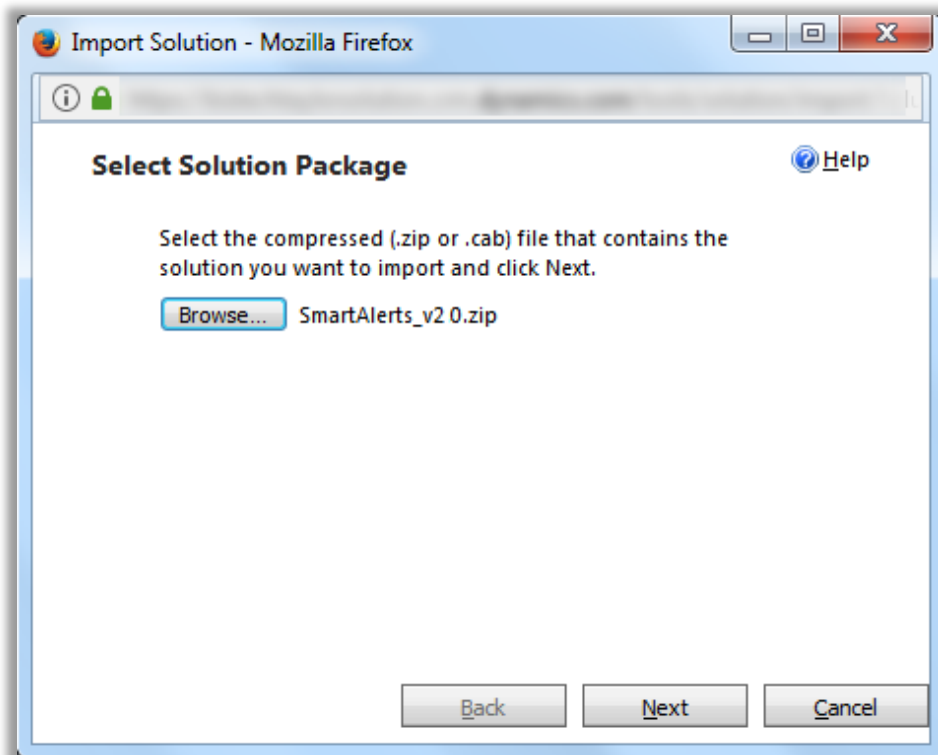 Import Solution - Mozilla Firefox
Select Solution Package
Help
Select the compressed (.zip or .cab) file that contains the
solution you want to import and click Next.
Browse... SmartAlerts_v2 0.zip
Back Next Cancel